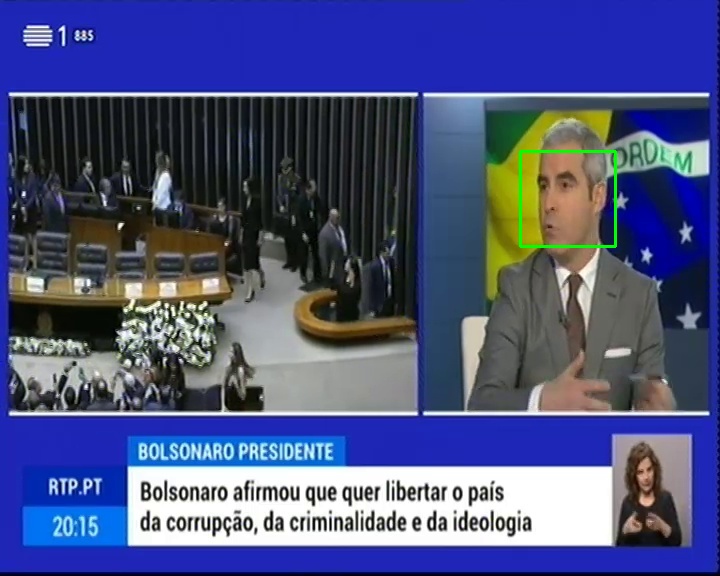 1 885
ORDEM
BOLSONARO PRESIDENTE
RTP.PT
20:15
Bolsonaro afirmou que quer libertar o país
da corrupção, da criminalidade e da ideologia